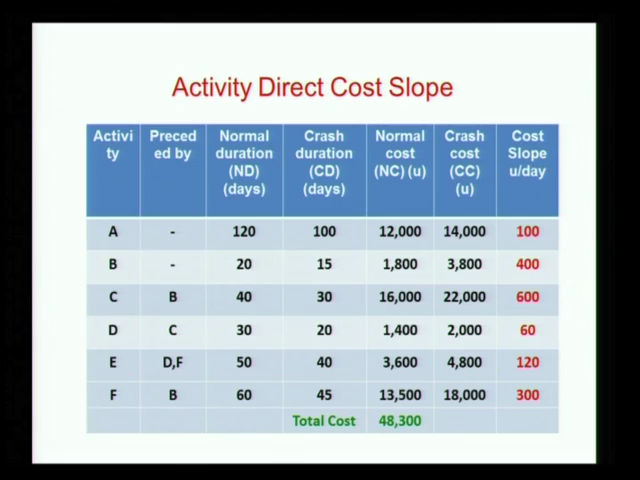 Activity Direct Cost Slope
Activi
ty
Preced
ed by
Normal
duration
(ND)
(days)
Crash
duration
(CD)
(days)
Normal
cost
(NC) (u)
Crash
cost
(CC)
(u)
Cost
Slope
u/day
A - 120 100 12,000 14,000 100
B - 20 15 1,800 3,800 400
C B 40 30 16,000 22,000 600
D C 30 20 1,400 2,000 60
E D,F 50 40 3,600 4,800 120
F B 60 45 13,500 18,000 300
Total Cost 48,300